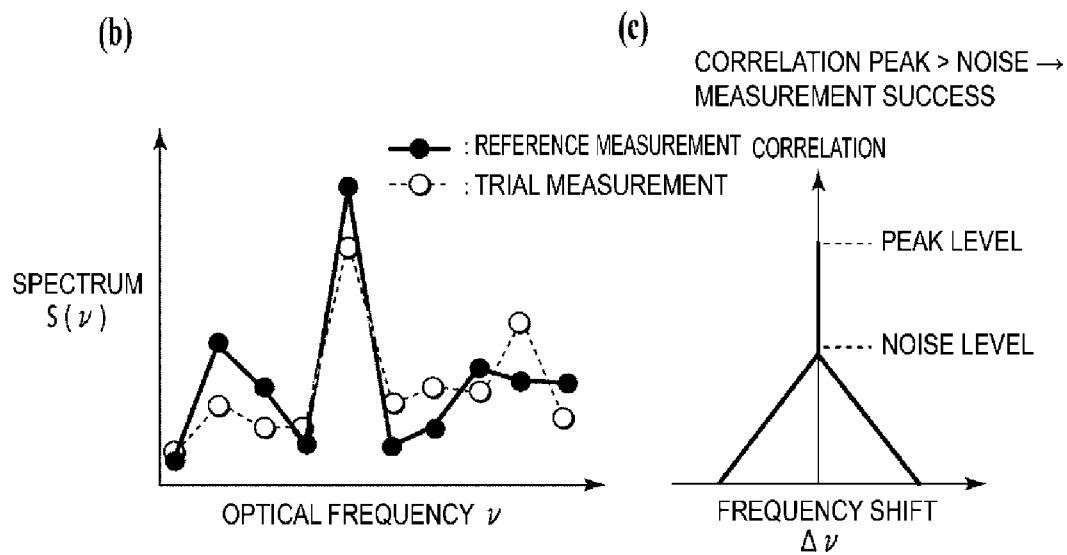 (b)
(c)
CORRELATION PEAK > NOISE →
MEASUREMENT SUCCESS
: REFERENCE MEASUREMENT
: TRIAL MEASUREMENT
CORRELATION
PEAK LEVEL
NOISE LEVEL
SPECTRUM
S(ν)
OPTICAL FREQUENCY ν
FREQUENCY SHIFT
Δν